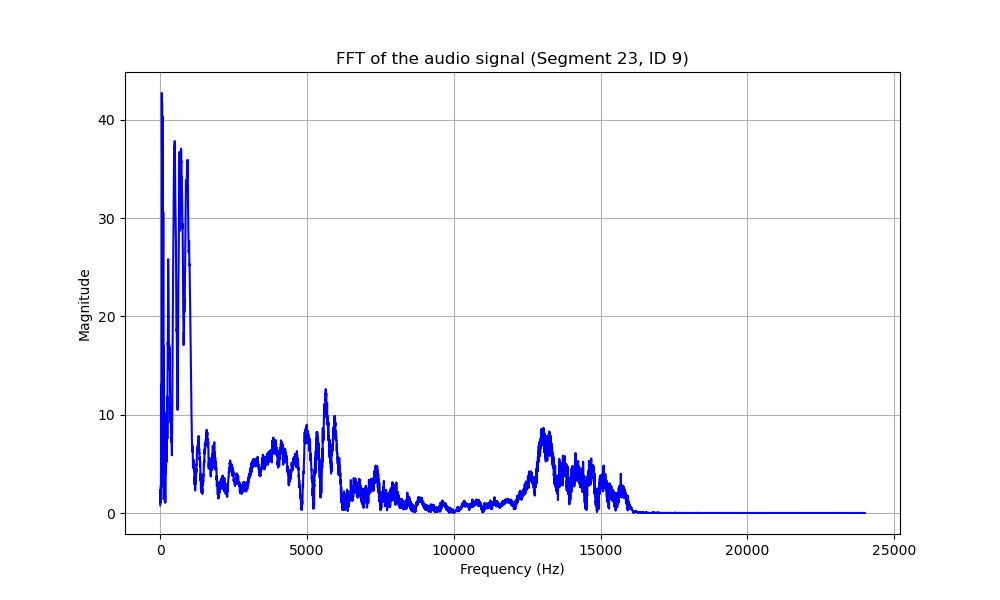 FFT of the audio signal (Segment 23, ID 9)
Magnitude
40
30
20
10
0
0 5000 10000 15000 20000 25000
Frequency (Hz)